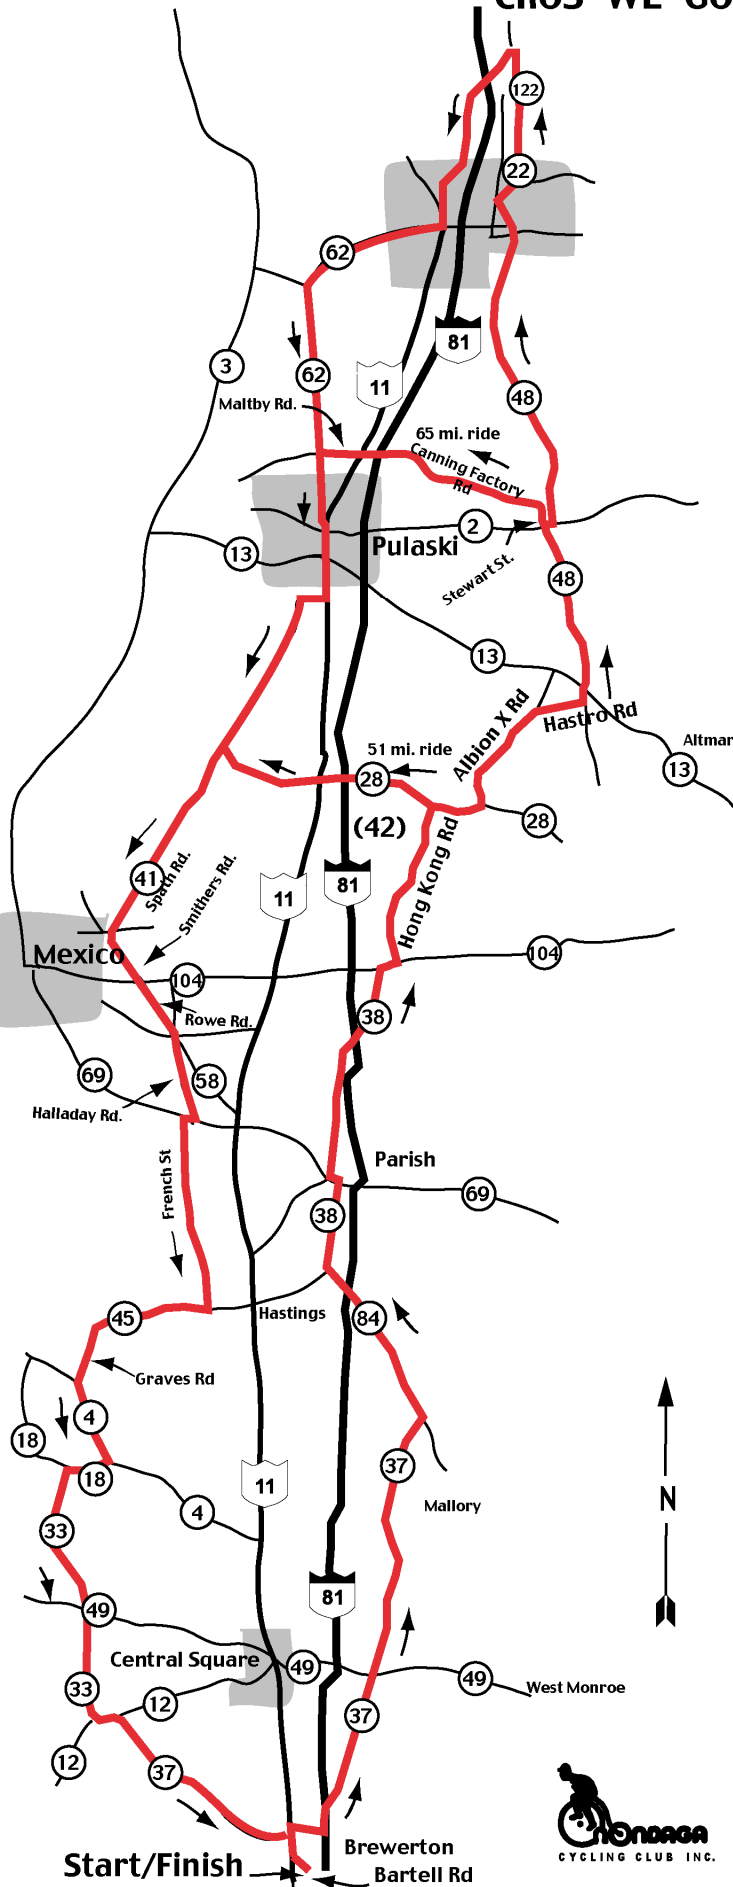 122
22
62
81
3
62
11
48
Maltby Rd.
65 mi. ride
Canning Factory
Rd
2
Pulaski
13
Stewart St.
48
13
Albion X Rd
Hastro Rd
51 mi. ride
Altmar
13
28
(42)
28
Hong Kong Rd
41
Spath Rd.
Smithers Rd.
11
81
Mexico
104
104
Rowe Rd.
38
69
58
Halladay Rd.
Parish
French St
69
38
45
Hastings
84
Graves Rd
4
18
18
37
11
4
Mallory
N
33
81
49
Central Square
49
49
West Monroe
33
12
37
12
37
Brewerton
Start/Finish
Bartell Rd
ONONDAGA
CYCLING CLUB INC.